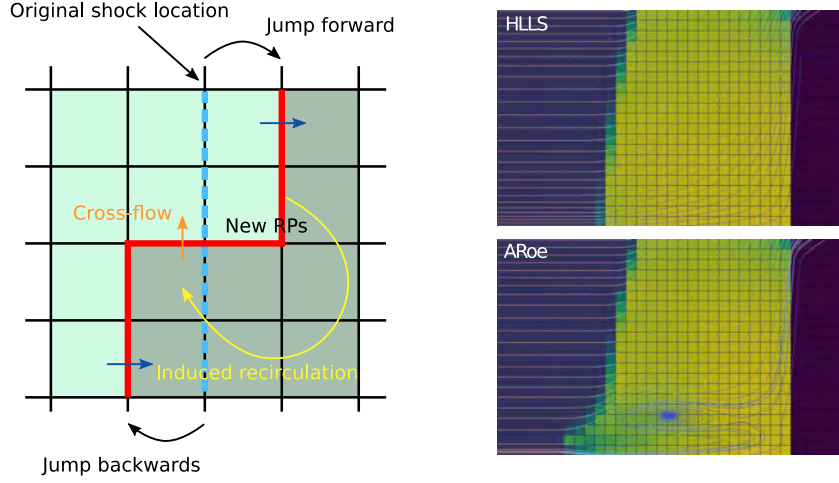 Original shock location
Jump forward
Cross-flow
New RPs
Induced recirculation
Jump backwards
HLLS
ARoe